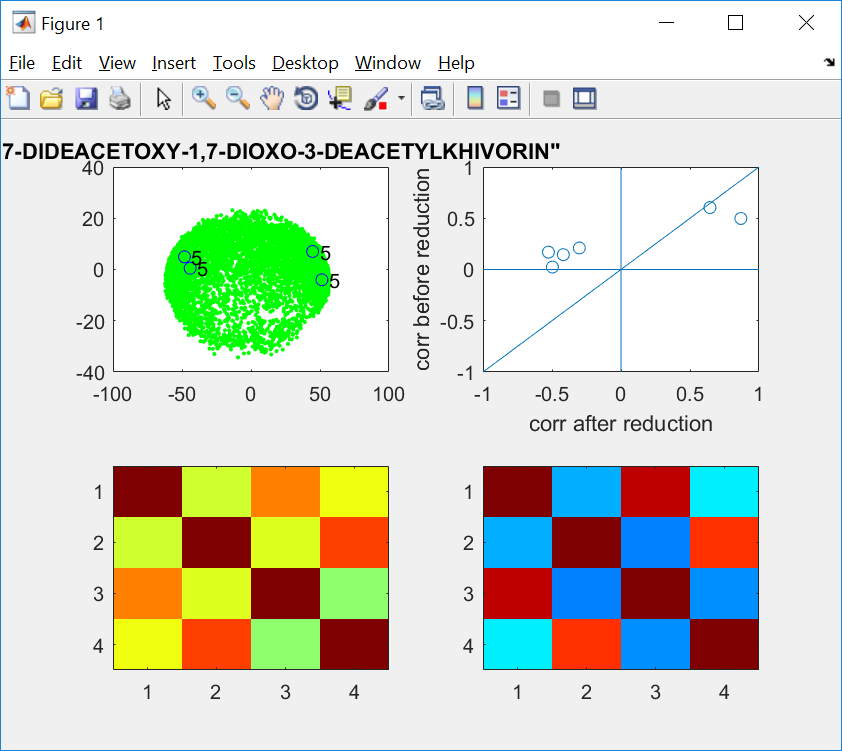 Figure 1
File Edit View Insert Tools Desktop Window Help
7-DIDEACETOXY-1,7-DIOXO-3-DEACETYLKHIVORIN"
40
20
0
-20
-40
-100 -50 0 50 100
5
5
5
5
corr before reduction
1
0.5
0
-0.5
-1
-1 -0.5 0 0.5 1
corr after reduction
1
2
3
4
1 2 3 4
1
2
3
4
1 2 3 4